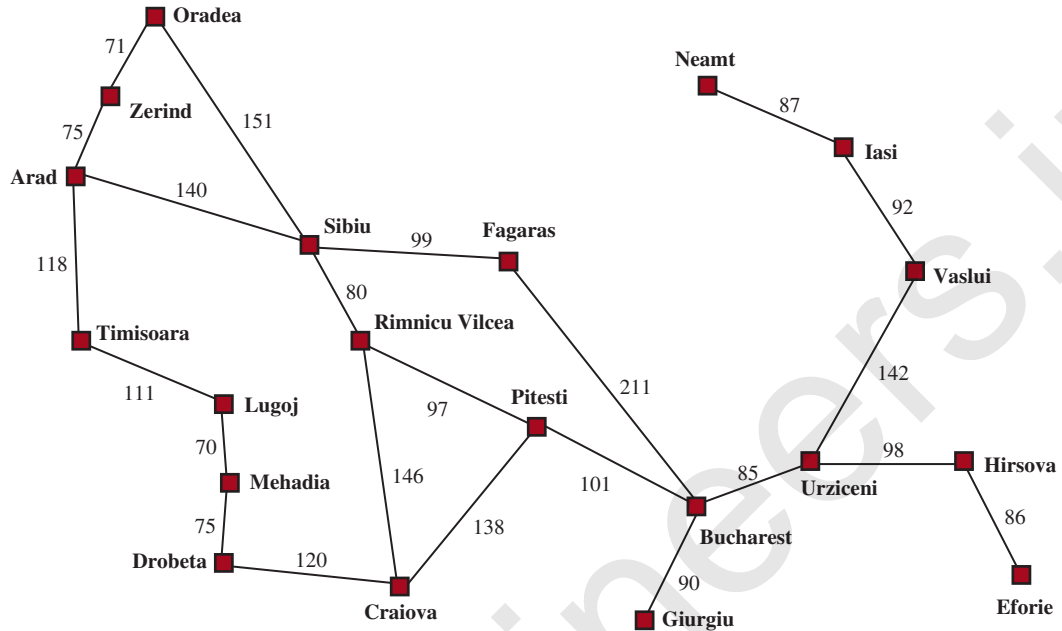 Oradea
71
Neamt
Zerind
87
151
75
Iasi
Arad
140
92
Sibiu
Fagaras
99
118
Vaslui
80
Timisoara
Rimnicu Vilcea
142
111
Pitesti
211
Lugoj
97
70
98
Hirsova
146
85
Mehadia
101
Urziceni
86
75
138
Bucharest
Drobeta
120
90
Craiova
Giurgiu
Eforie